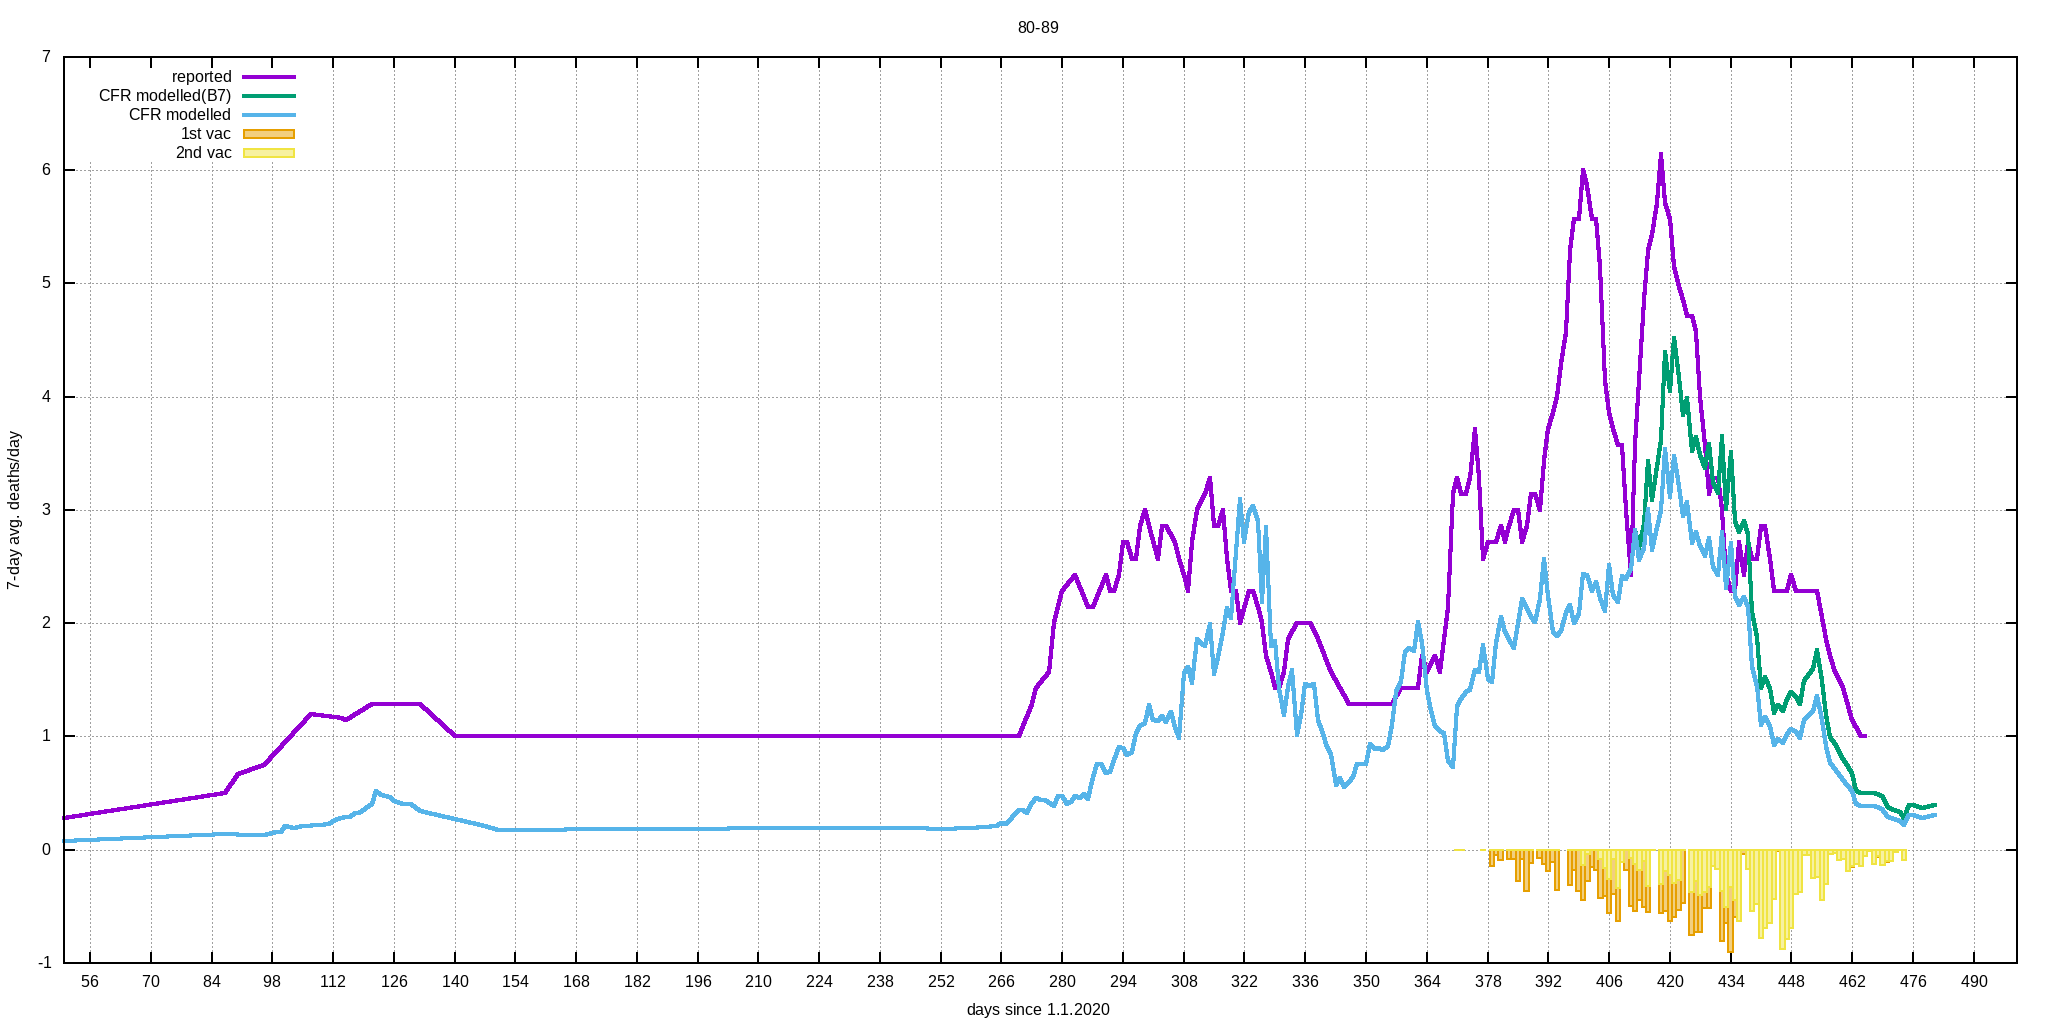 80-89
7
6
5
4
3
2
1
0
-1
7-day avg. deaths/day
reported
CFR modelled(B7)
CFR modelled
1st vac
2nd vac
56 70 84 98 112 126 140 154 168 182 196 210 224 238 252 266 280 294 308 322 336 350 364 378 392 406 420 434 448 462 476 490
days since 1.1.2020